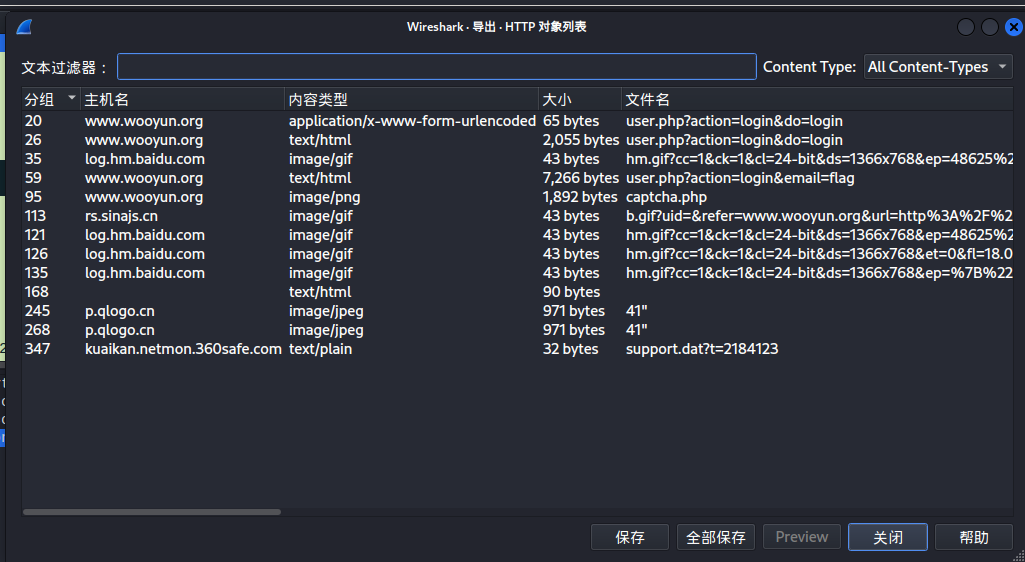 Wireshark · 导出 · HTTP 对象列表
文本过滤器： Content Type: All Content-Types
分组 主机名 内容类型 大小 文件名
20 www.wooyun.org application/x-www-form-urlencoded 65 bytes user.php?action=login&do=login
26 www.wooyun.org text/html 2,055 bytes user.php?action=login&do=login
35 log.hm.baidu.com image/gif 43 bytes hm.gif?cc=1&ck=1&cl=24-bit&ds=1366x768&ep=48625%2
59 www.wooyun.org text/html 7,266 bytes user.php?action=login&email=flag
95 www.wooyun.org image/png 1,892 bytes captcha.php
113 rs.sinajs.cn image/gif 43 bytes b.gif?uid=&refer=www.wooyun.org&url=http%3A%2F%2
121 log.hm.baidu.com image/gif 43 bytes hm.gif?cc=1&ck=1&cl=24-bit&ds=1366x768&ep=48625%2
126 log.hm.baidu.com image/gif 43 bytes hm.gif?cc=1&ck=1&cl=24-bit&ds=1366x768&et=0&fl=18.0
135 log.hm.baidu.com image/gif 43 bytes hm.gif?cc=1&ck=1&cl=24-bit&ds=1366x768&ep=%7B%22
168 text/html 90 bytes
245 p.qlogo.cn image/jpeg 971 bytes 41"
268 p.qlogo.cn image/jpeg 971 bytes 41"
347 kuaikan.netmon.360safe.com text/plain 32 bytes support.dat?t=2184123
保存 全部保存 Preview 关闭 帮助